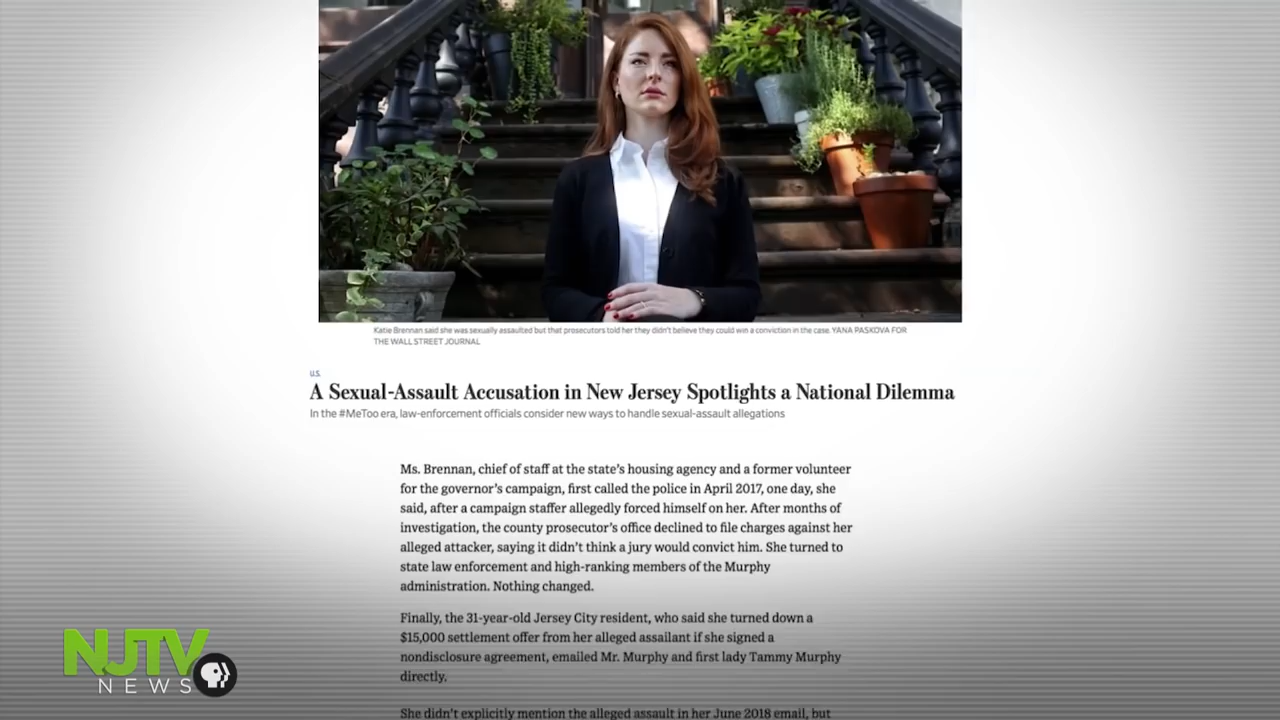 Katie Brennan said she was sexually assaulted but that prosecutors told her they didn't believe they could win a conviction in the case. YANA PASKOVA FOR
THE WALL STREET JOURNAL
U.S.
A Sexual-Assault Accusation in New Jersey Spotlights a National Dilemma
In the #MeToo era, law-enforcement officials consider new ways to handle sexual-assault allegations
Ms. Brennan, chief of staff at the state's housing agency and a former volunteer
for the governor's campaign, first called the police in April 2017, one day, she
said, after a campaign staffer allegedly forced himself on her. After months of
investigation, the county prosecutor's office declined to file charges against her
alleged attacker, saying it didn't think a jury would convict him. She turned to
state law enforcement and high-ranking members of the Murphy
administration. Nothing changed.
Finally, the 31-year-old Jersey City resident, who said she turned down a
$15,000 settlement offer from her alleged assailant if she signed a
nondisclosure agreement, emailed Mr. Murphy and first lady Tammy Murphy
directly.
She didn't explicitly mention the alleged assault in her June 2018 email, but
NJTV
NEWS